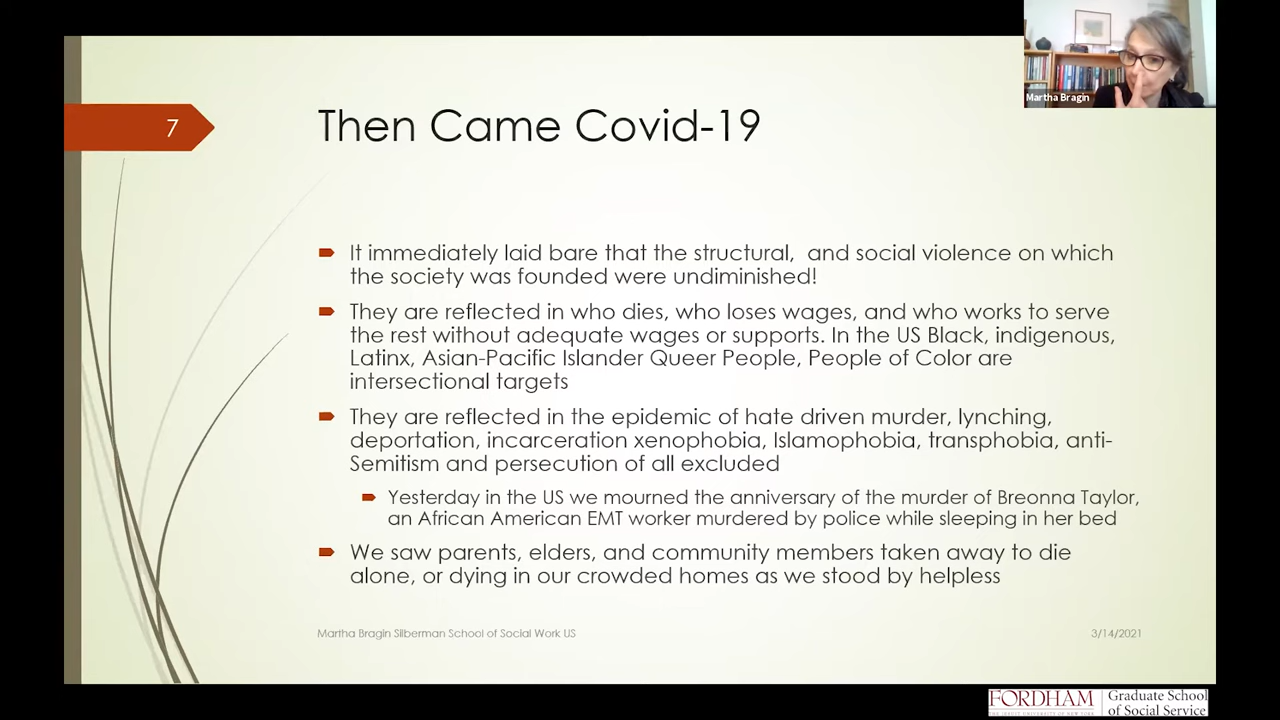 7
Then Came Covid-19
It immediately laid bare that the structural,  and social violence on which
the society was founded were undiminished!
They are reflected in who dies, who loses wages, and who works to serve
the rest without adequate wages or supports. In the US Black, indigenous,
Latinx, Asian-Pacific Islander Queer People, People of Color are
intersectional targets
They are reflected in the epidemic of hate driven murder, lynching,
deportation, incarceration xenophobia, Islamophobia, transphobia, anti-
Semitism and persecution of all excluded
Yesterday in the US we mourned the anniversary of the murder of Breonna Taylor,
an African American EMT worker murdered by police while sleeping in her bed
We saw parents, elders, and community members taken away to die
alone, or dying in our crowded homes as we stood by helpless
Martha Bragin Silberman School of Social Work US
3/14/2021
Martha Bragin
FORDHAM
THE JESUIT UNIVERSITY OF NEW YORK
Graduate School
of Social Service